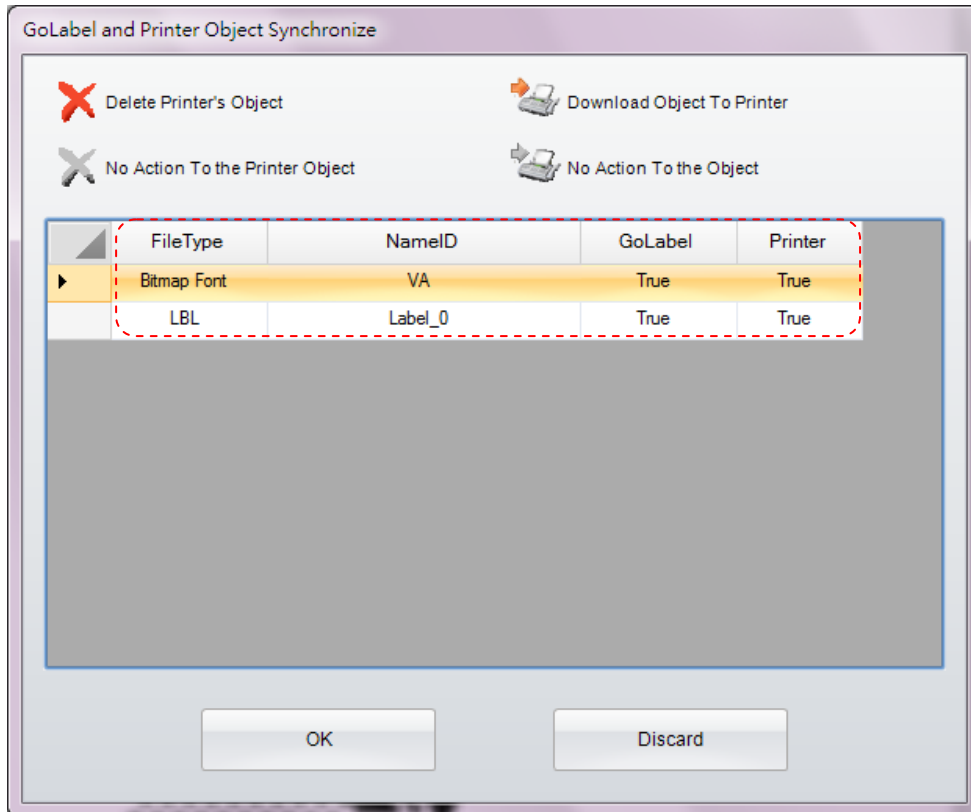 GoLabel and Printer Object Synchronize
Delete Printer's Object Download Object To Printer
No Action To the Printer Object No Action To the Object
FileType NameID GoLabel Printer
Bitmap Font VA True True
LBL Label_0 True True
OK Discard